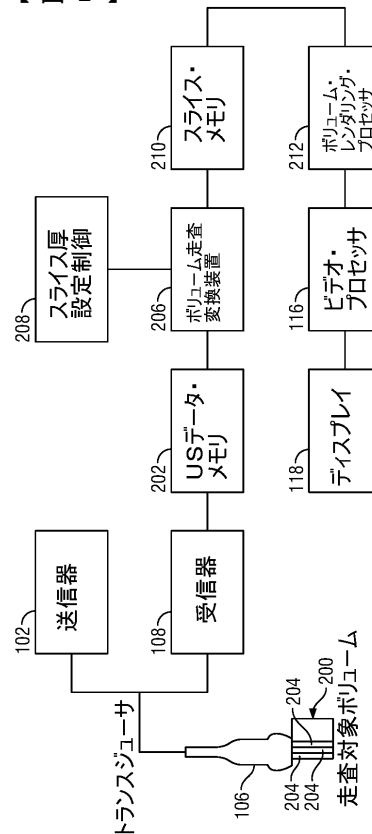 208
スライス厚
設定制御
102
送信器
トランスジューサ
108
受信器
202
USデータ・
メモリ
206
ボリューム走査
変換装置
210
スライス・
メモリ
106
204
204
204
200
走査対象ボリューム
118
ディスプレイ
116
ビデオ・
プロセッサ
212
ボリューム・
レンダリング・
プロセッサ